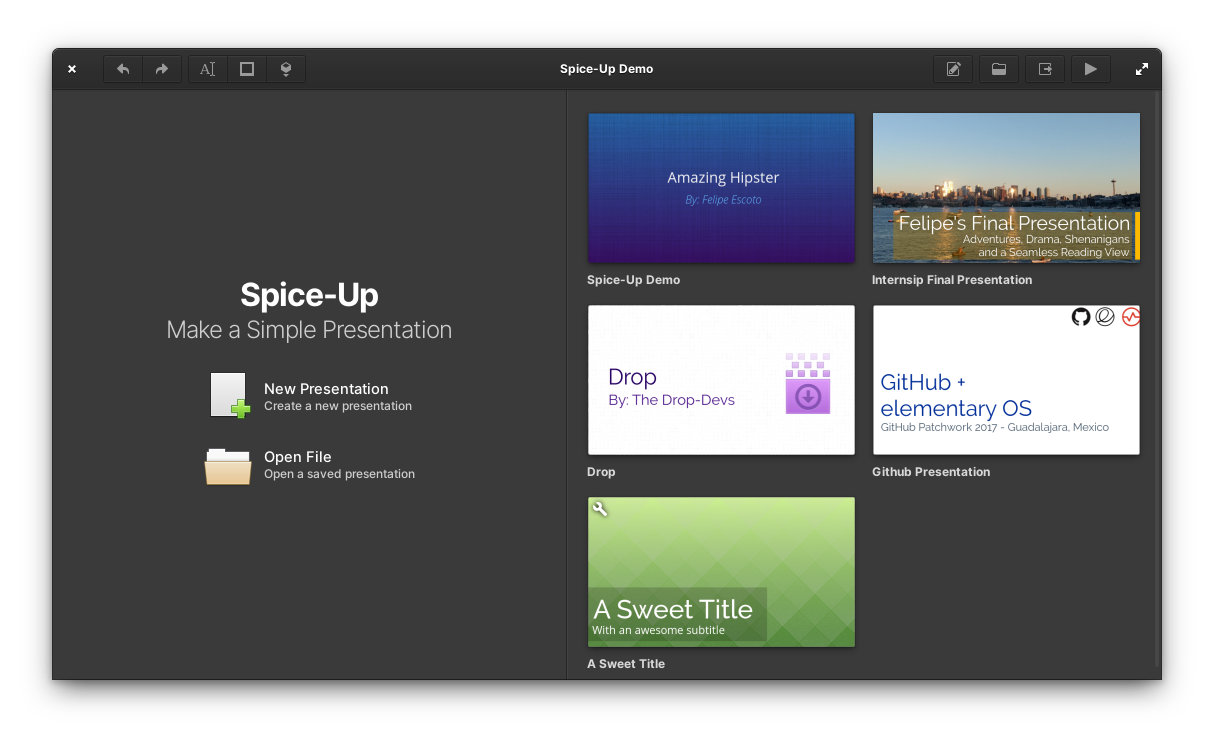 Spice-Up Demo
Spice-Up
Make a Simple Presentation
New Presentation
Create a new presentation
Open File
Open a saved presentation
Amazing Hipster
By: Felipe Escoto
Spice-Up Demo
Felipe's Final Presentation
Adventures, Drama, Shenanigans
and a Seamless Reading View
Internsip Final Presentation
Drop
By: The Drop-Devs
Drop
GitHub +
elementary OS
GitHub Patchwork 2017 - Guadalajara, Mexico
Github Presentation
A Sweet Title
With an awesome subtitle
A Sweet Title